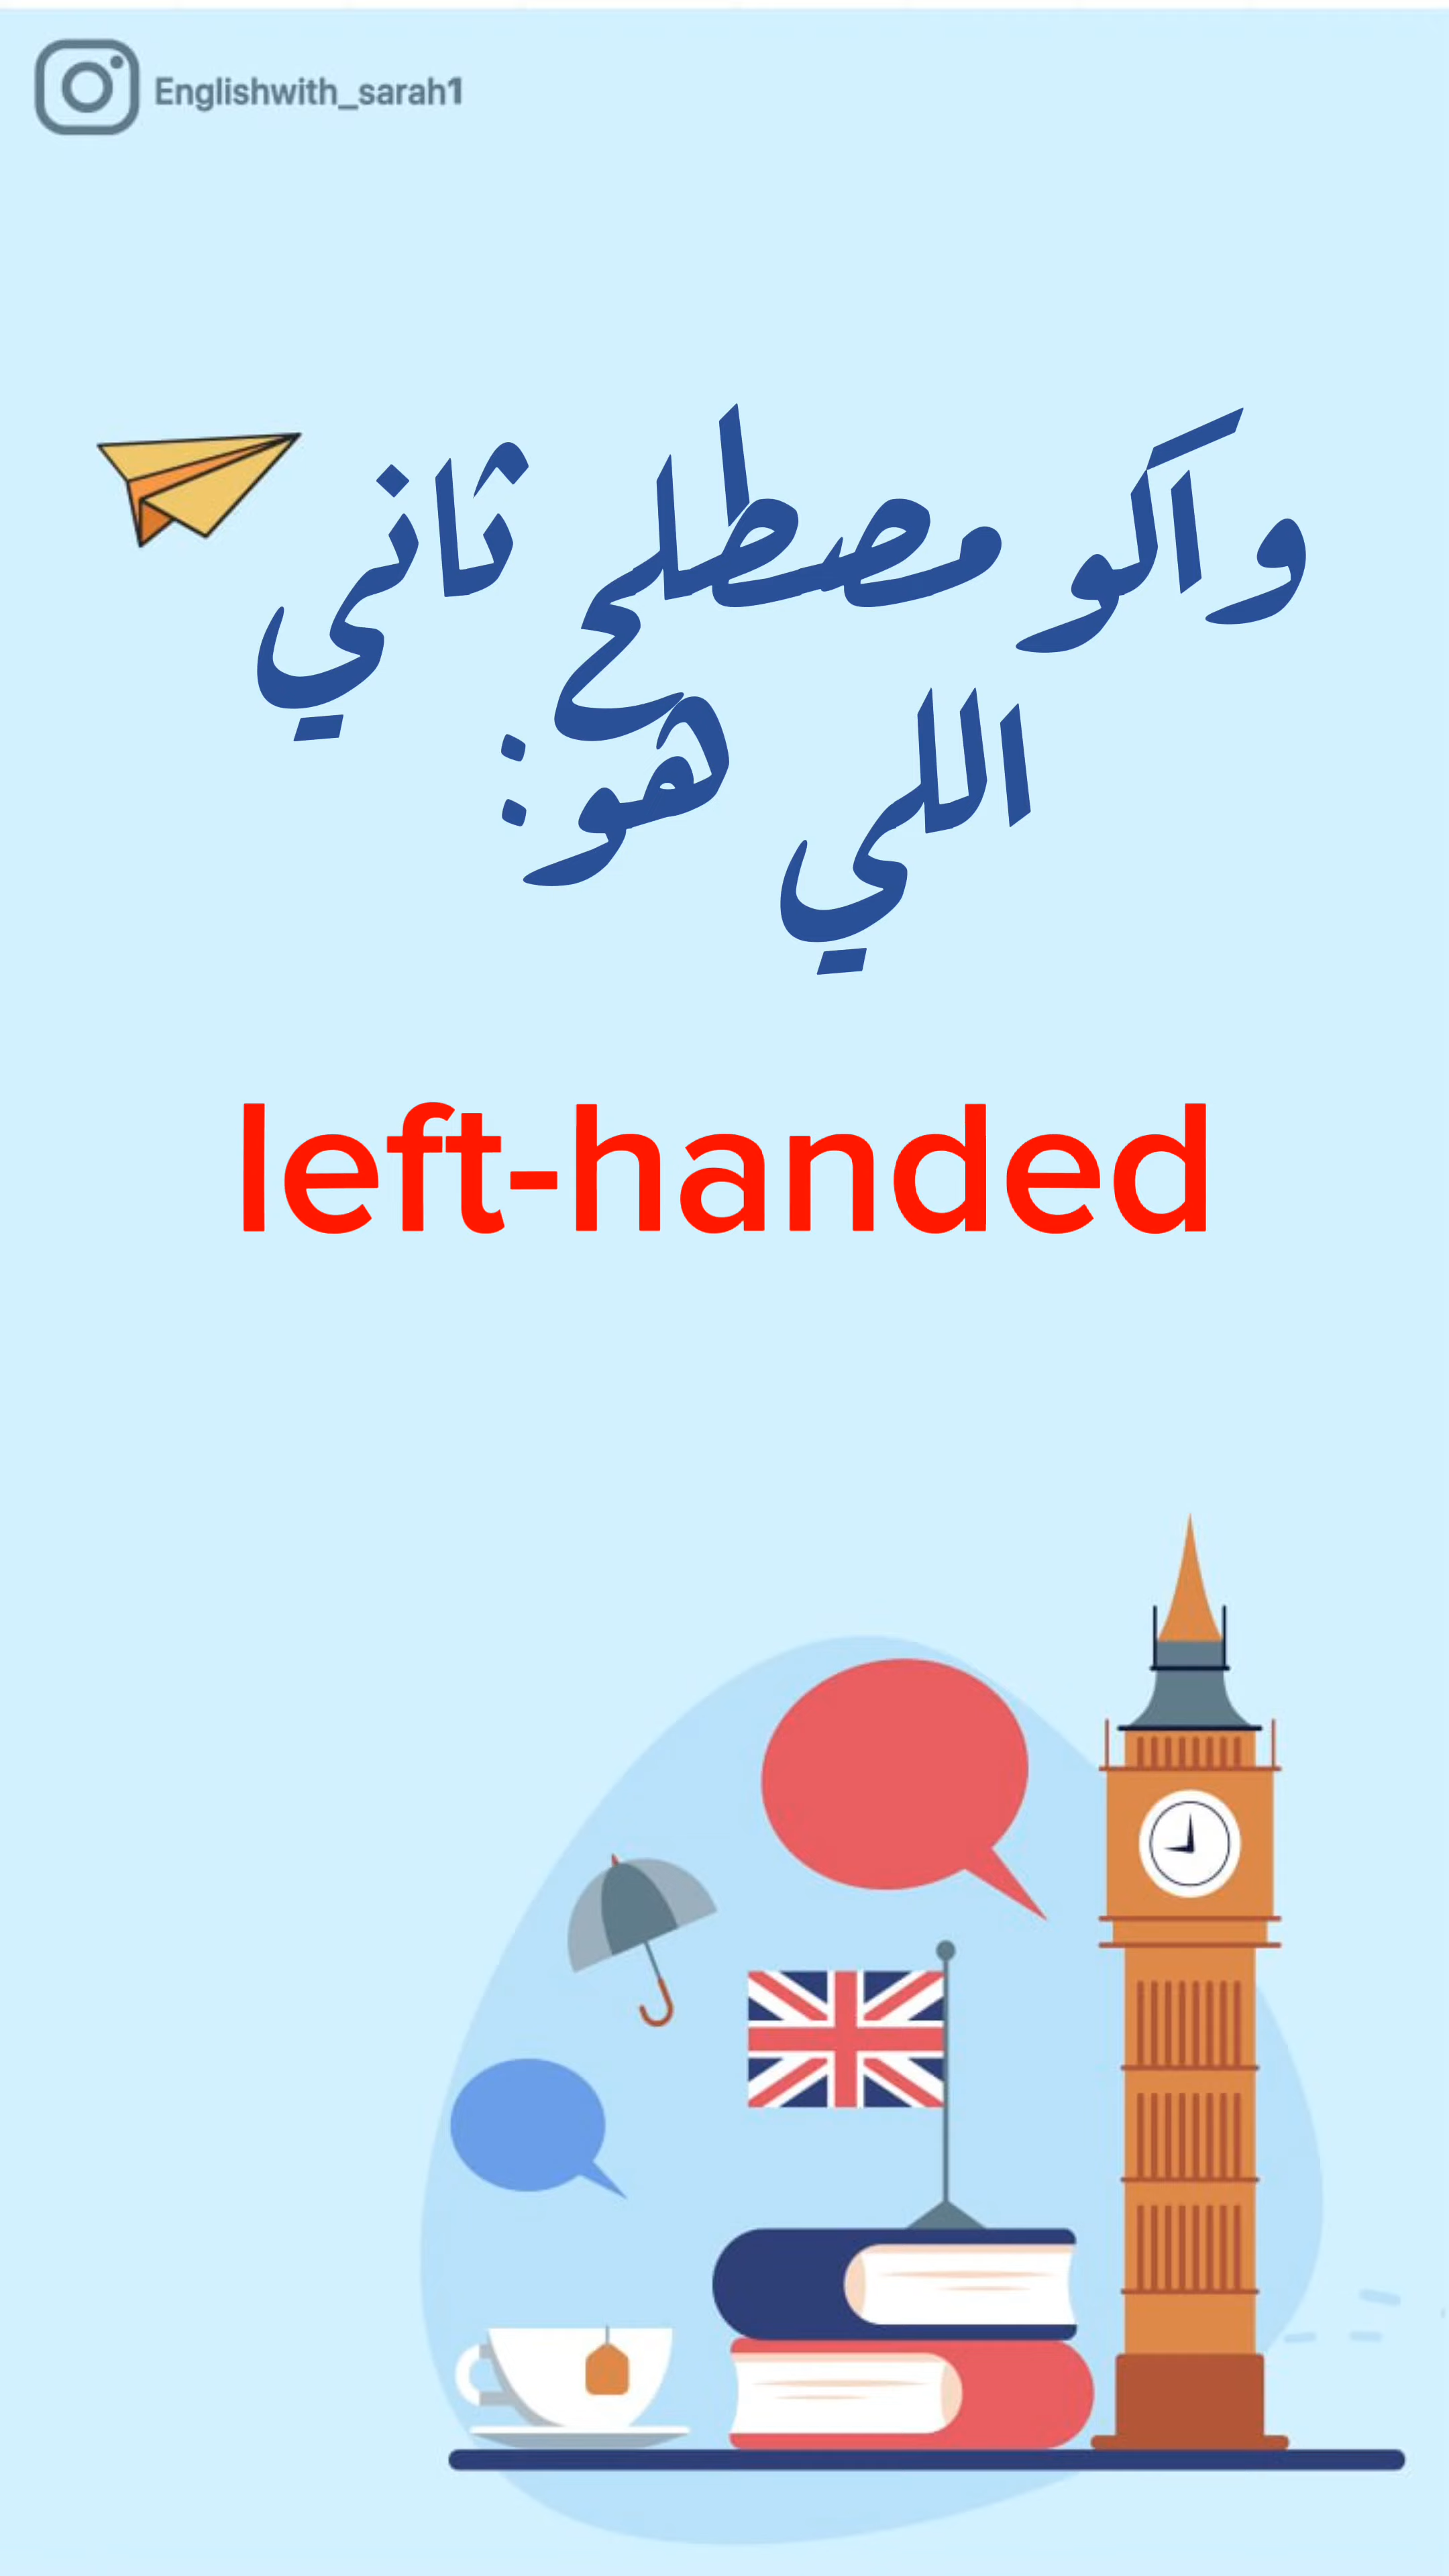 Englishwith_sarah1
واكو مصطلح ثاني
اللي هو:
left-handed